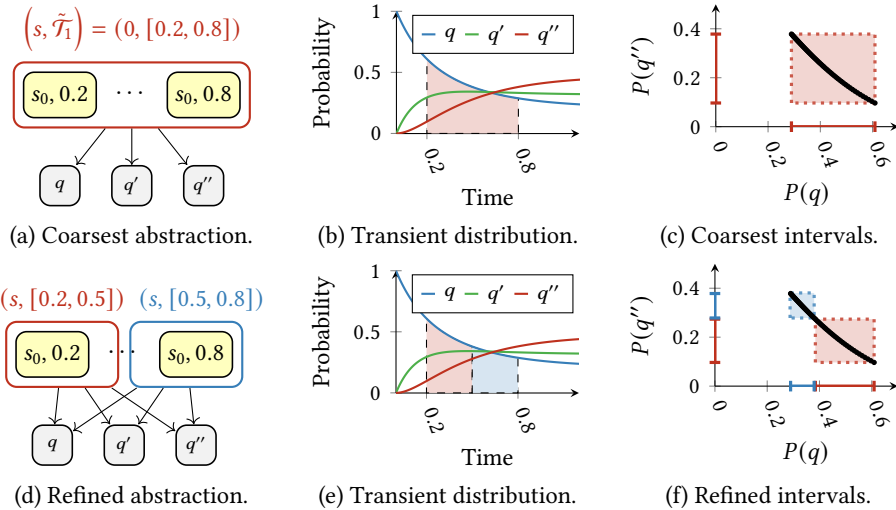 (s, 𝒯̃₁) = (0, [0.2, 0.8])
s₀, 0.2 ··· s₀, 0.8
q q′ q′′
(a) Coarsest abstraction.
Probability
1
0.5
0
q q′ q′′
0.2 0.8
Time
(b) Transient distribution.
P(q′′)
0.4
0.2
0
0 0.2 0.4 0.6
P(q)
(c) Coarsest intervals.
(s, [0.2, 0.5]) (s, [0.5, 0.8])
s₀, 0.2 ··· s₀, 0.8
q q′ q′′
(d) Refined abstraction.
Probability
1
0.5
0
q q′ q′′
0.2 0.8
Time
(e) Transient distribution.
P(q′′)
0.4
0.2
0
0 0.2 0.4 0.6
P(q)
(f) Refined intervals.